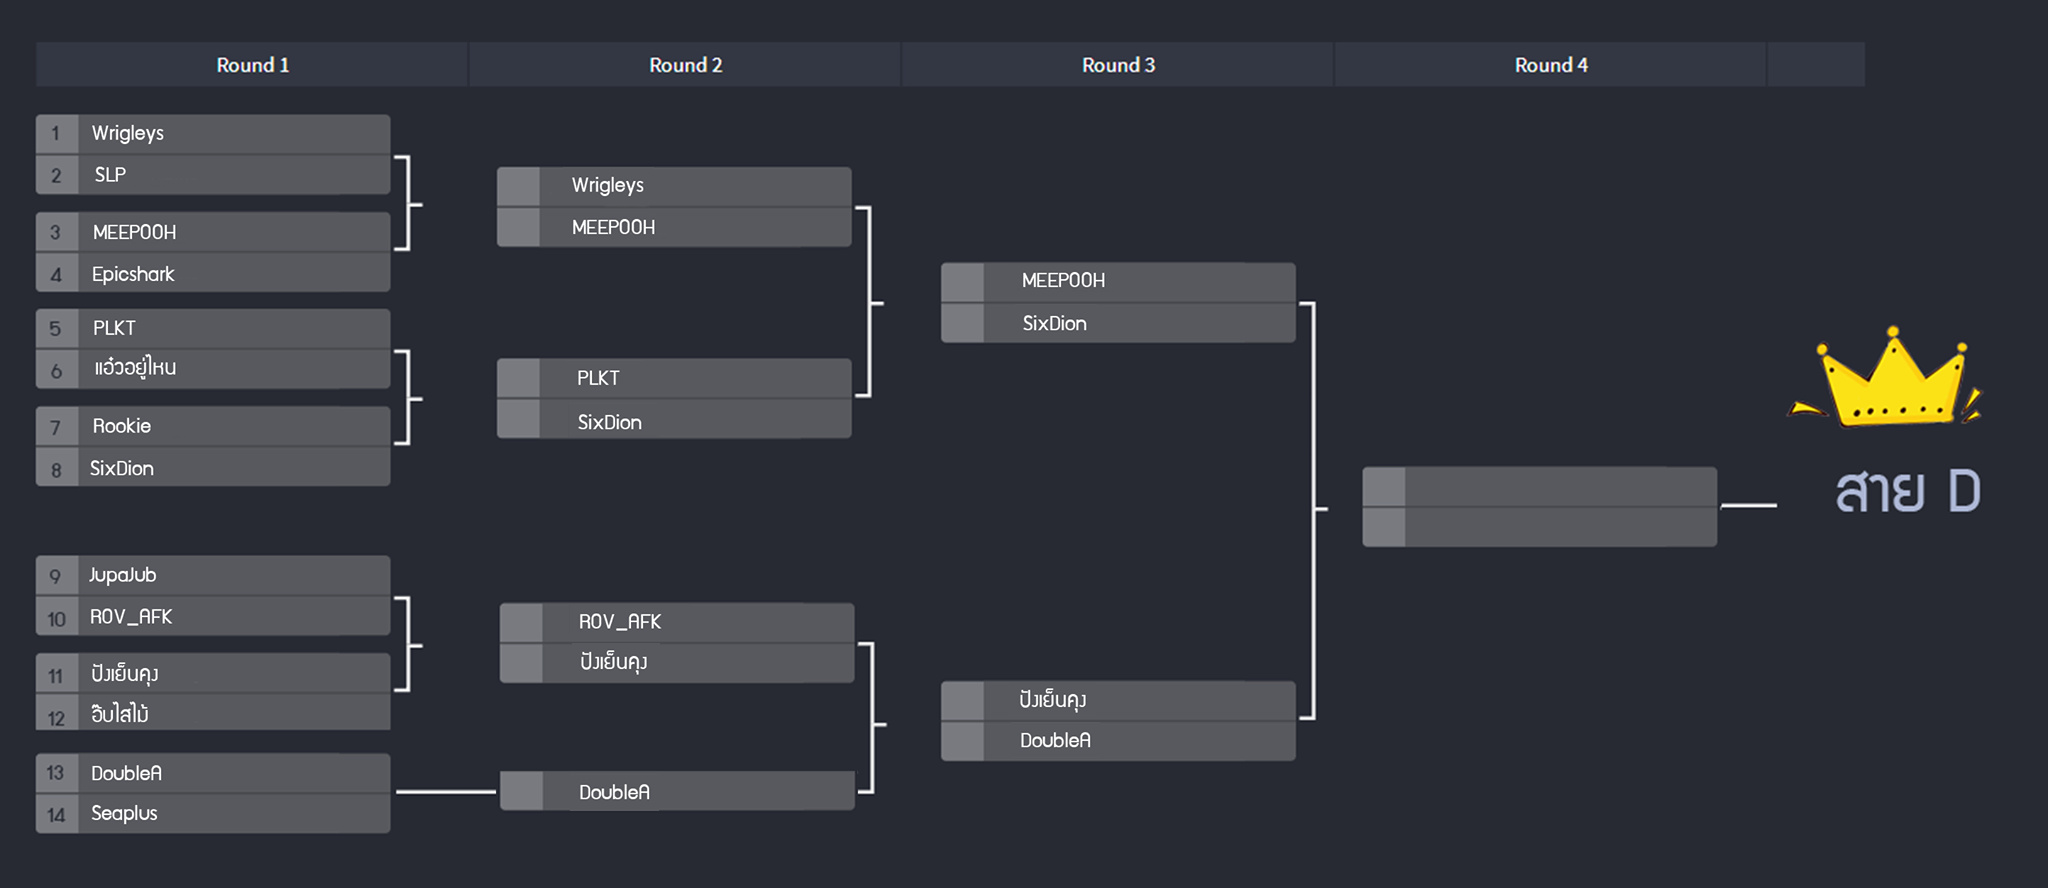 Round 1
Round 2
Round 3
Round 4
1 Wrigleys
2 SLP
3 MEEPOOH
4 Epicshark
5 PLKT
6 แอ๋วอยู่ไหน
7 Rookie
8 SixDion
9 JupaJub
10 ROV_AFK
11 ปังเย็นคุง
12 อ๊บไส้ไม้
13 DoubleA
14 Seaplus
Wrigleys
MEEPOOH
PLKT
SixDion
ROV_AFK
ปังเย็นคุง
DoubleA
MEEPOOH
SixDion
ปังเย็นคุง
DoubleA
สาย D